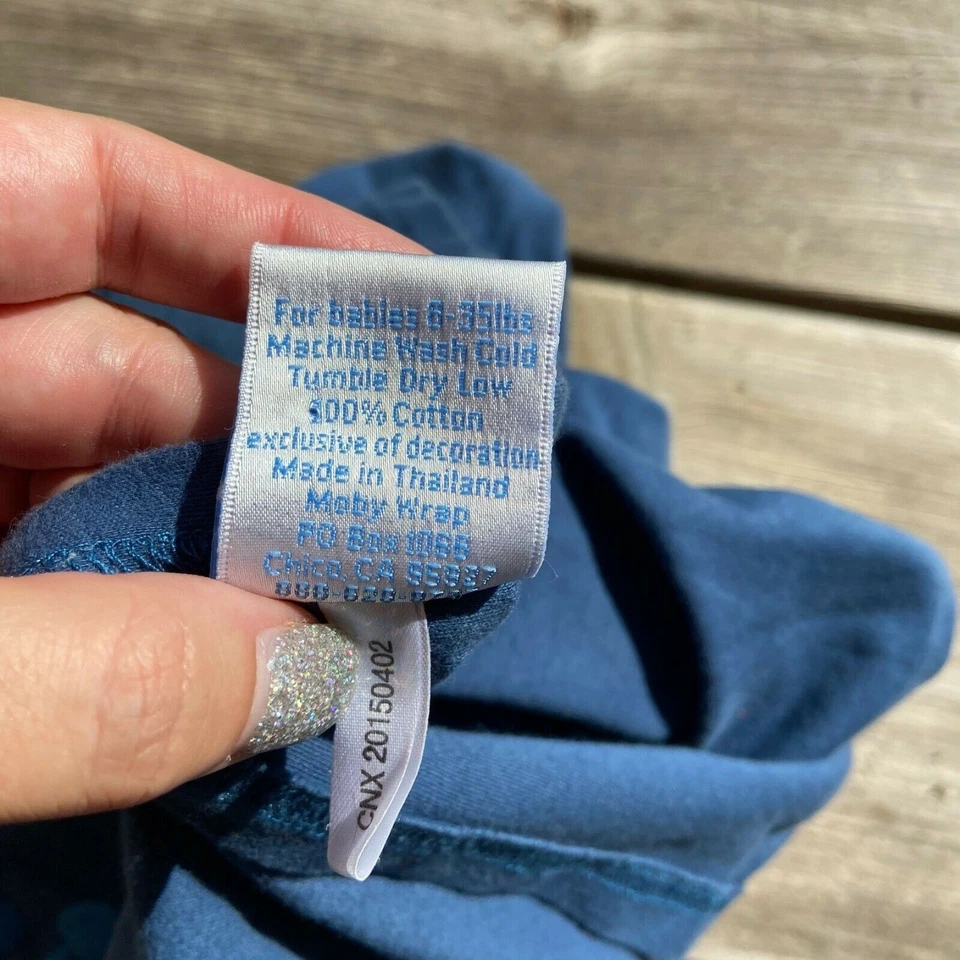 For babies 8-35lbs
Machine Wash Cold
Tumble Dry Low
100% Cotton
exclusive of decoration
Made in Thailand
Moby Wrap
PO Box
Chico, CA 95927
CNX 20150402